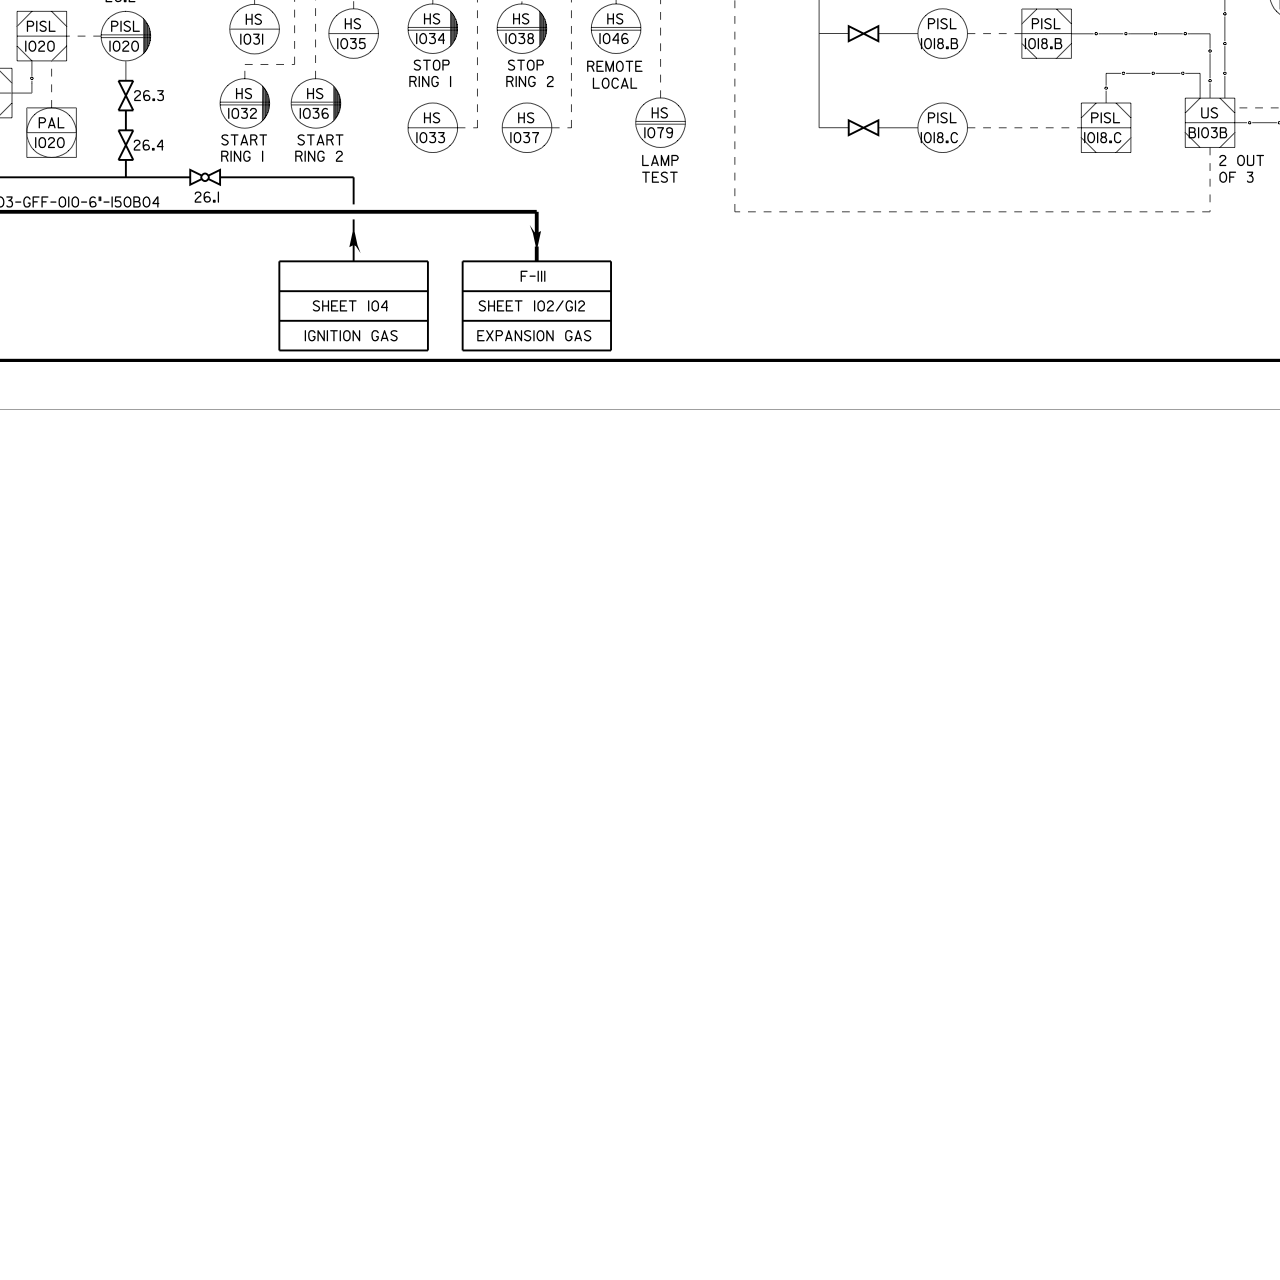 PISL
1020
PISL
1020
PAL
1020
26.3
26.4
26.1
HS
1031
HS
1035
HS
1034
STOP
RING 1
HS
1038
STOP
RING 2
HS
1046
REMOTE
LOCAL
HS
1032
START
RING 1
HS
1036
START
RING 2
HS
1033
HS
1037
HS
1079
LAMP
TEST
PISL
1018.B
PISL
1018.B
PISL
1018.C
PISL
1018.C
US
B103B
2 OUT
OF 3
03-GFF-010-6"-150B04
SHEET 104
IGNITION GAS
F-111
SHEET 102/G12
EXPANSION GAS